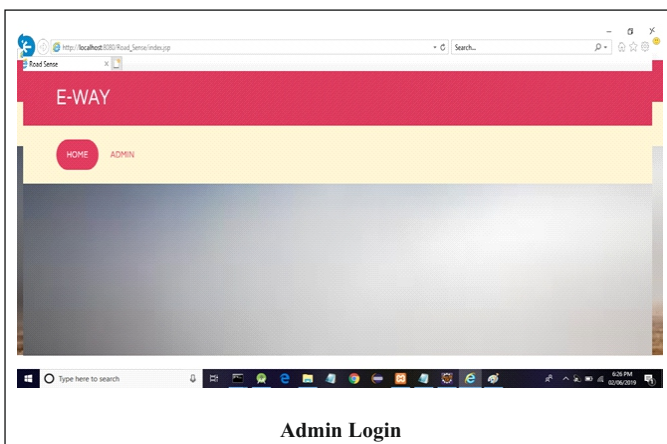 http://localhost:8080/Road_Sense/index.jsp
Search...
Road Sense
E-WAY
HOME ADMIN
Type here to search
6:26 PM
02/06/2019
Admin Login